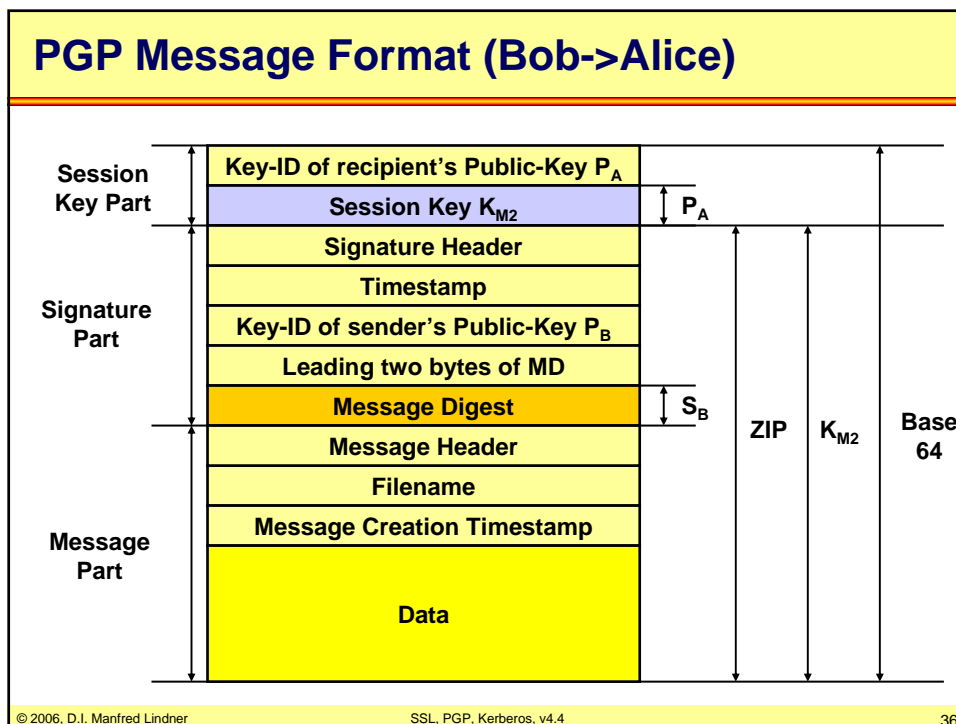 PGP Message Format (Bob->Alice)
Session
Key Part
Key-ID of recipient's Public-Key PA
Session Key KM2
PA
Signature
Part
Signature Header
Timestamp
Key-ID of sender's Public-Key PB
Leading two bytes of MD
Message Digest
SB
ZIP
KM2
Base
64
Message
Part
Message Header
Filename
Message Creation Timestamp
Data
© 2006, D.I. Manfred Lindner
SSL, PGP, Kerberos, v4.4
36